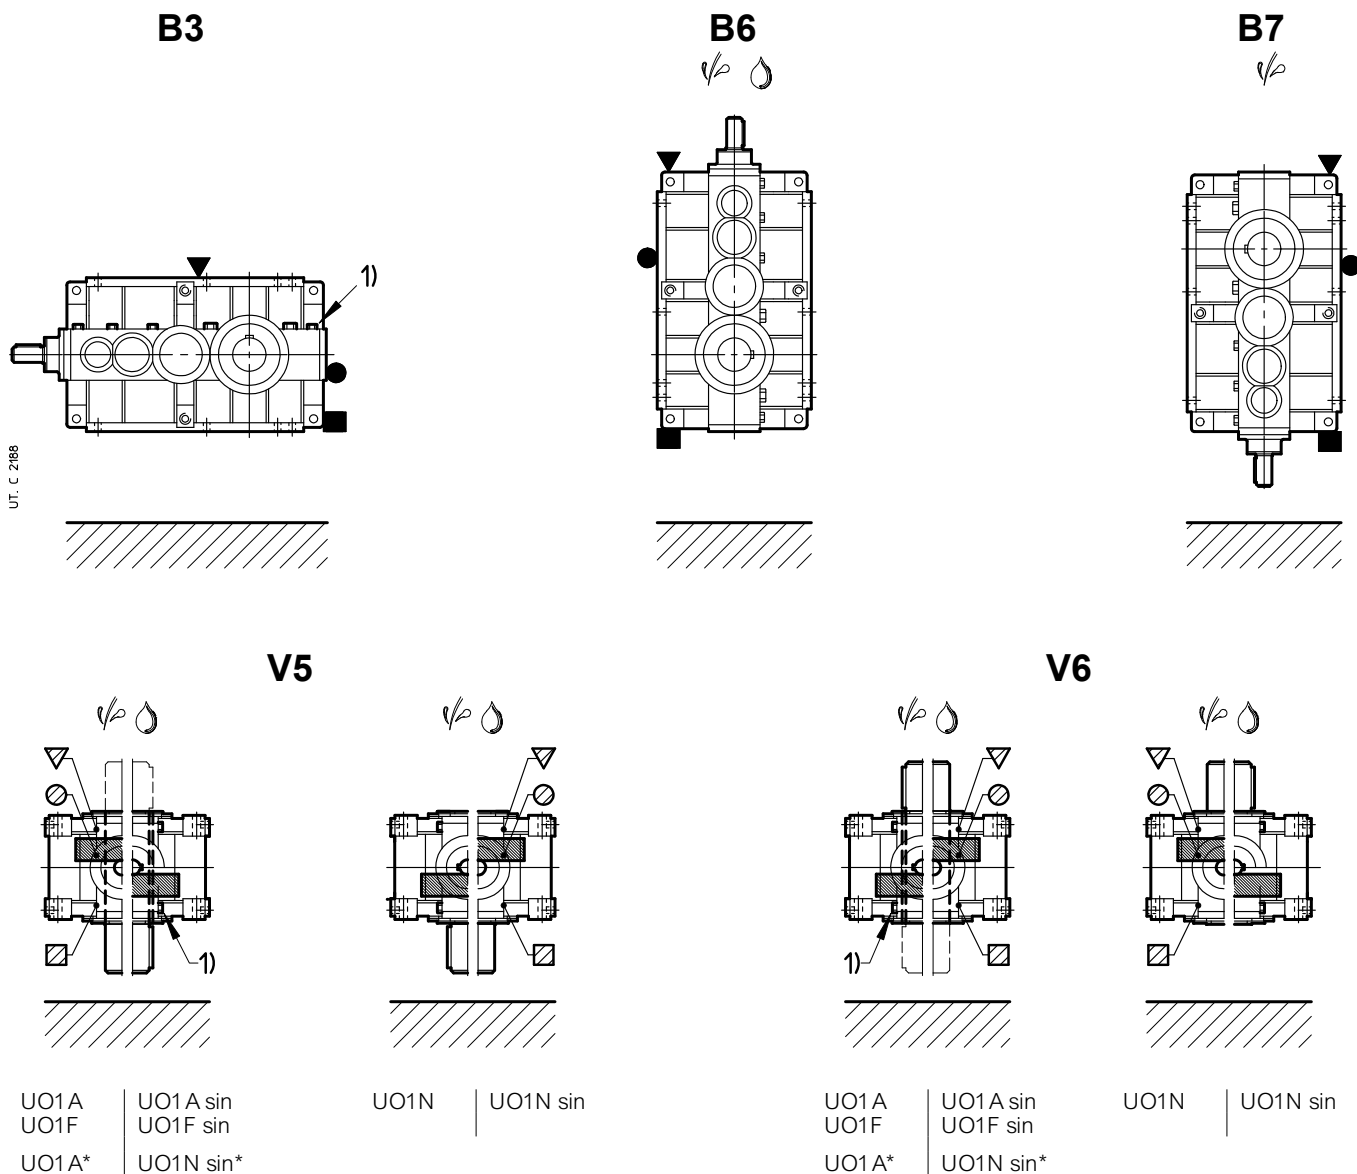 B3 B6 B7
1)
UT. C 2188
V5 V6
1) 1)
UO1A UO1A sin UO1N UO1N sin UO1A UO1A sin UO1N UO1N sin
UO1F UO1F sin UO1F UO1F sin
UO1A* UO1N sin* UO1A* UO1N sin*